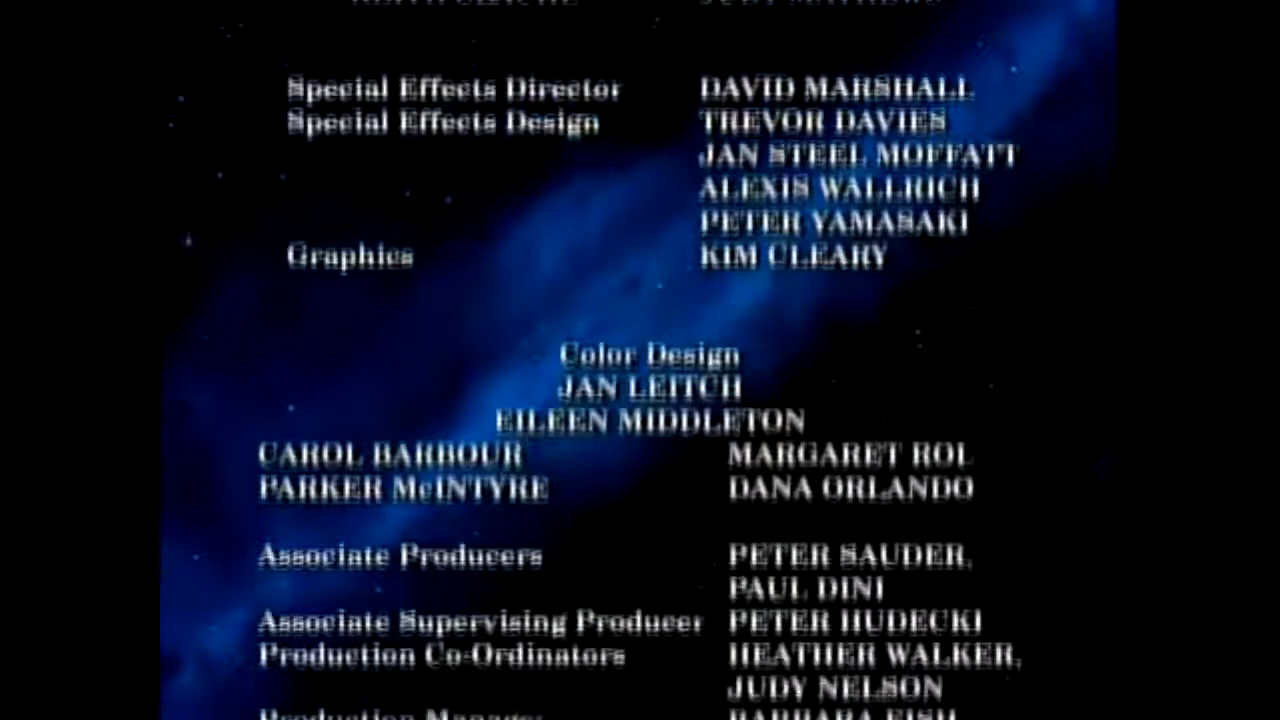 Special Effects Director DAVID MARSHALL
Special Effects Design TREVOR DAVIES
JAN STEEL MOFFATT
ALEXIS WALLRICH
PETER YAMASAKI
Graphics KIM CLEARY
Color Design
JAN LEITCH
EILEEN MIDDLETON
CAROL BARBOUR MARGARET ROL
PARKER McINTYRE DANA ORLANDO
Associate Producers PETER SAUDER,
PAUL DINI
Associate Supervising Producer PETER HUDECKI
Production Co-Ordinators HEATHER WALKER,
JUDY NELSON